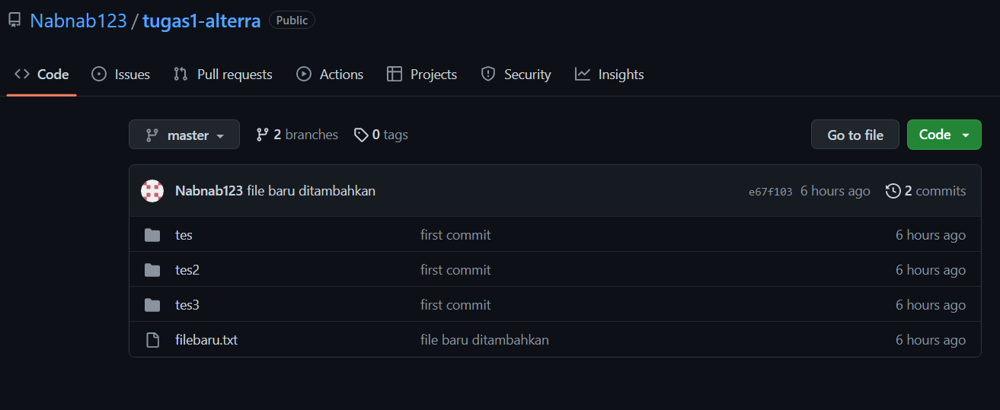 Nabnab123 / tugas1-alterra Public
Code Issues Pull requests Actions Projects Security Insights
master 2 branches 0 tags Go to file Code
Nabnab123 file baru ditambahkan e67f103 6 hours ago 2 commits
tes first commit 6 hours ago
tes2 first commit 6 hours ago
tes3 first commit 6 hours ago
filebaru.txt file baru ditambahkan 6 hours ago